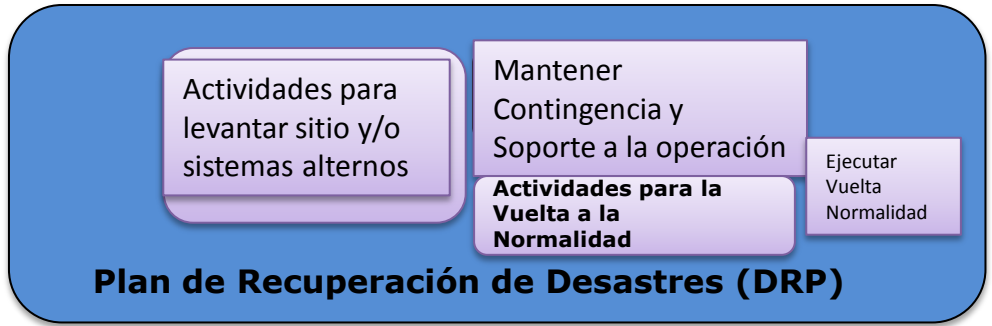 Actividades para
levantar sitio y/o
sistemas alternos
Mantener
Contingencia y
Soporte a la operación
Actividades para la
Vuelta a la
Normalidad
Ejecutar
Vuelta
Normalidad
Plan de Recuperación de Desastres (DRP)